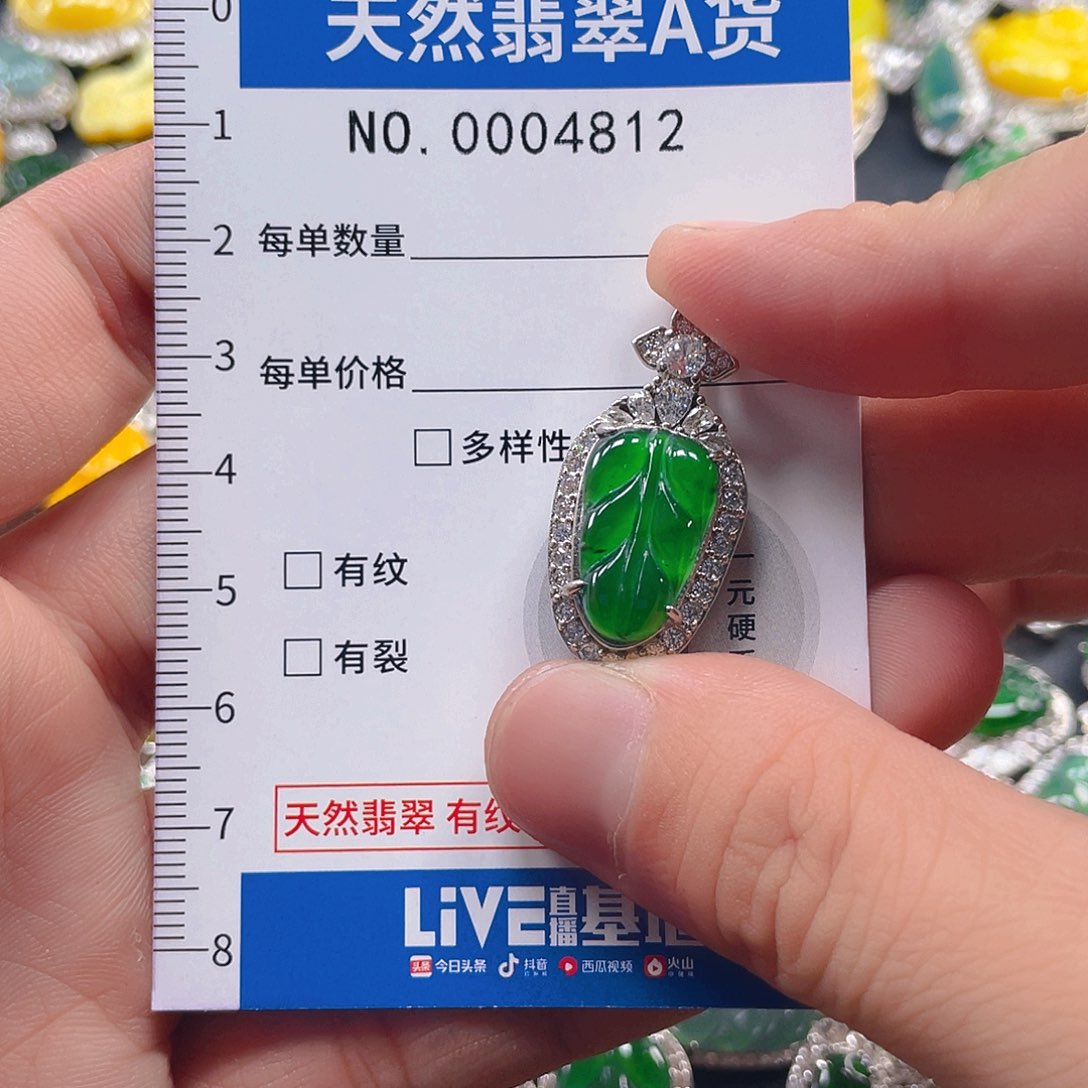 0
天然翡翠A货
1
NO. 0004812
2
每单数量
3
每单价格
4
多样性
5
有纹
一元硬
有裂
6
7
天然翡翠 有纹
LiVE直播基地
8
今日头条 抖音 西瓜视频 火山